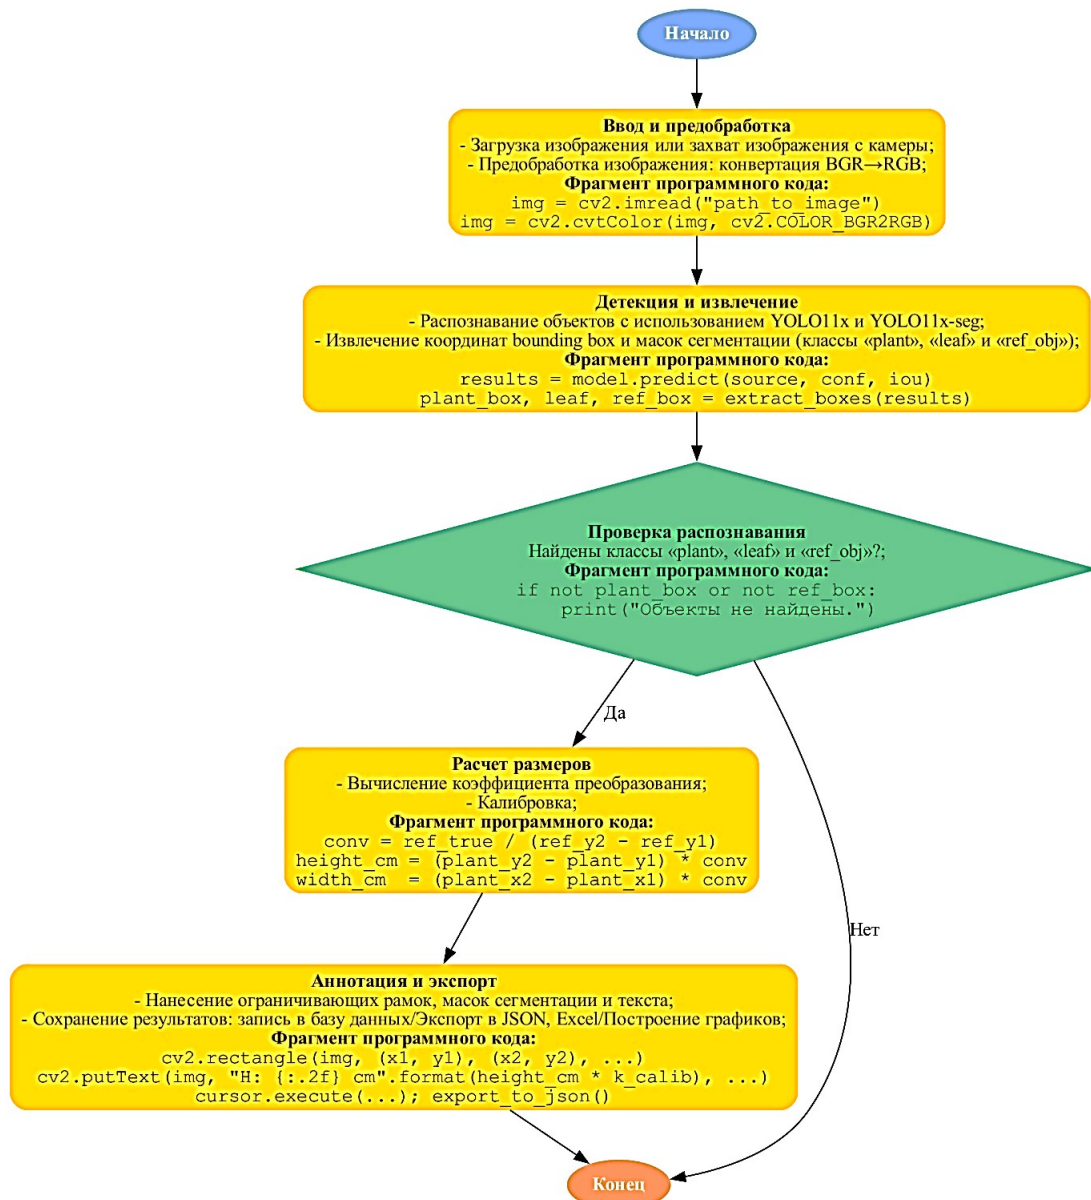 Начало
Ввод и предобработка
- Загрузка изображения или захват изображения с камеры;
- Предобработка изображения: конвертация BGR→RGB;
Фрагмент программного кода:
img = cv2.imread("path_to_image")
img = cv2.cvtColor(img, cv2.COLOR_BGR2RGB)
Детекция и извлечение
- Распознавание объектов с использованием YOLO11x и YOLO11x-seg;
- Извлечение координат bounding box и масок сегментации (классы «plant», «leaf» и «ref_obj»);
Фрагмент программного кода:
results = model.predict(source, conf, iou)
plant_box, leaf, ref_box = extract_boxes(results)
Проверка распознавания
Найдены классы «plant», «leaf» и «ref_obj»?;
Фрагмент программного кода:
if not plant_box or not ref_box:
print("Объекты не найдены.")
Да
Расчет размеров
- Вычисление коэффициента преобразования;
- Калибровка;
Фрагмент программного кода:
conv = ref_true / (ref_y2 - ref_y1)
height_cm = (plant_y2 - plant_y1) * conv
width_cm  = (plant_x2 - plant_x1) * conv
Нет
Аннотация и экспорт
- Нанесение ограничивающих рамок, масок сегментации и текста;
- Сохранение результатов: запись в базу данных/Экспорт в JSON, Excel/Построение графиков;
Фрагмент программного кода:
cv2.rectangle(img, (x1, y1), (x2, y2), ...)
cv2.putText(img, "H: {:.2f} cm".format(height_cm * k_calib), ...)
cursor.execute(...); export_to_json()
Конец